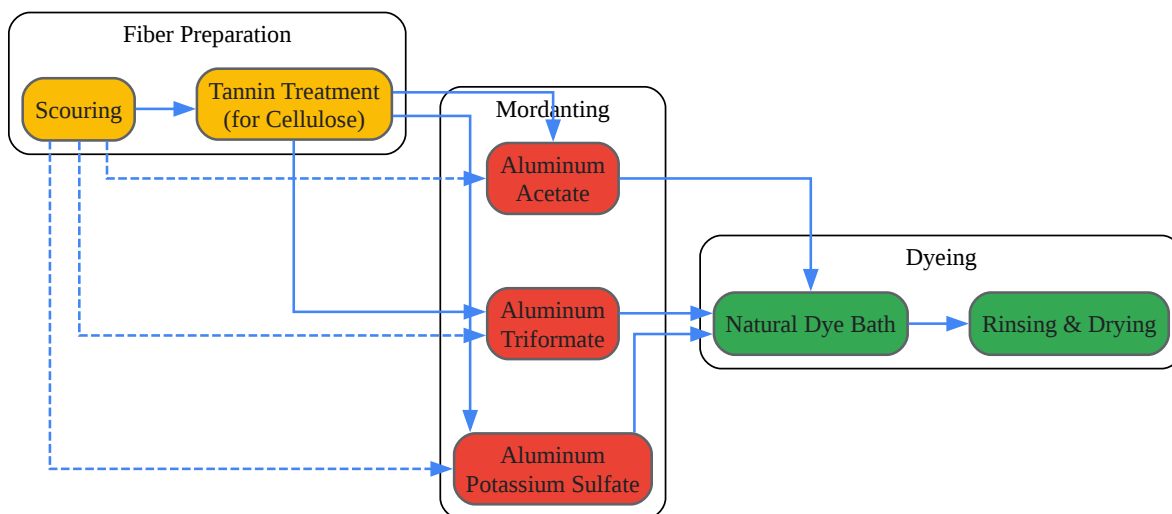 Fiber Preparation
Scouring
Tannin Treatment
(for Cellulose)
Mordanting
Aluminum
Acetate
Aluminum
Triformate
Aluminum
Potassium Sulfate
Dyeing
Natural Dye Bath
Rinsing & Drying